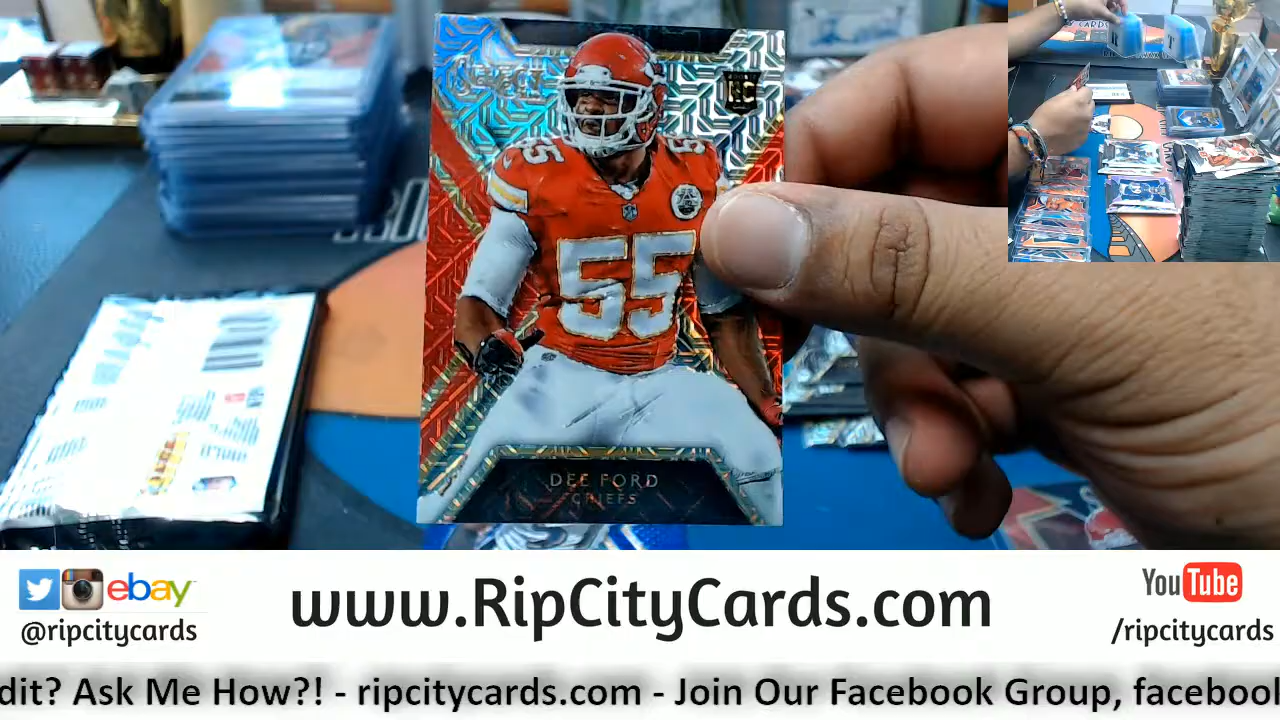 RC
55
55
DEE FORD
CHIEFS
ebay
@ripcitycards
www.RipCityCards.com
YouTube
/ripcitycards
dit? Ask Me How?! - ripcitycards.com - Join Our Facebook Group, facebool